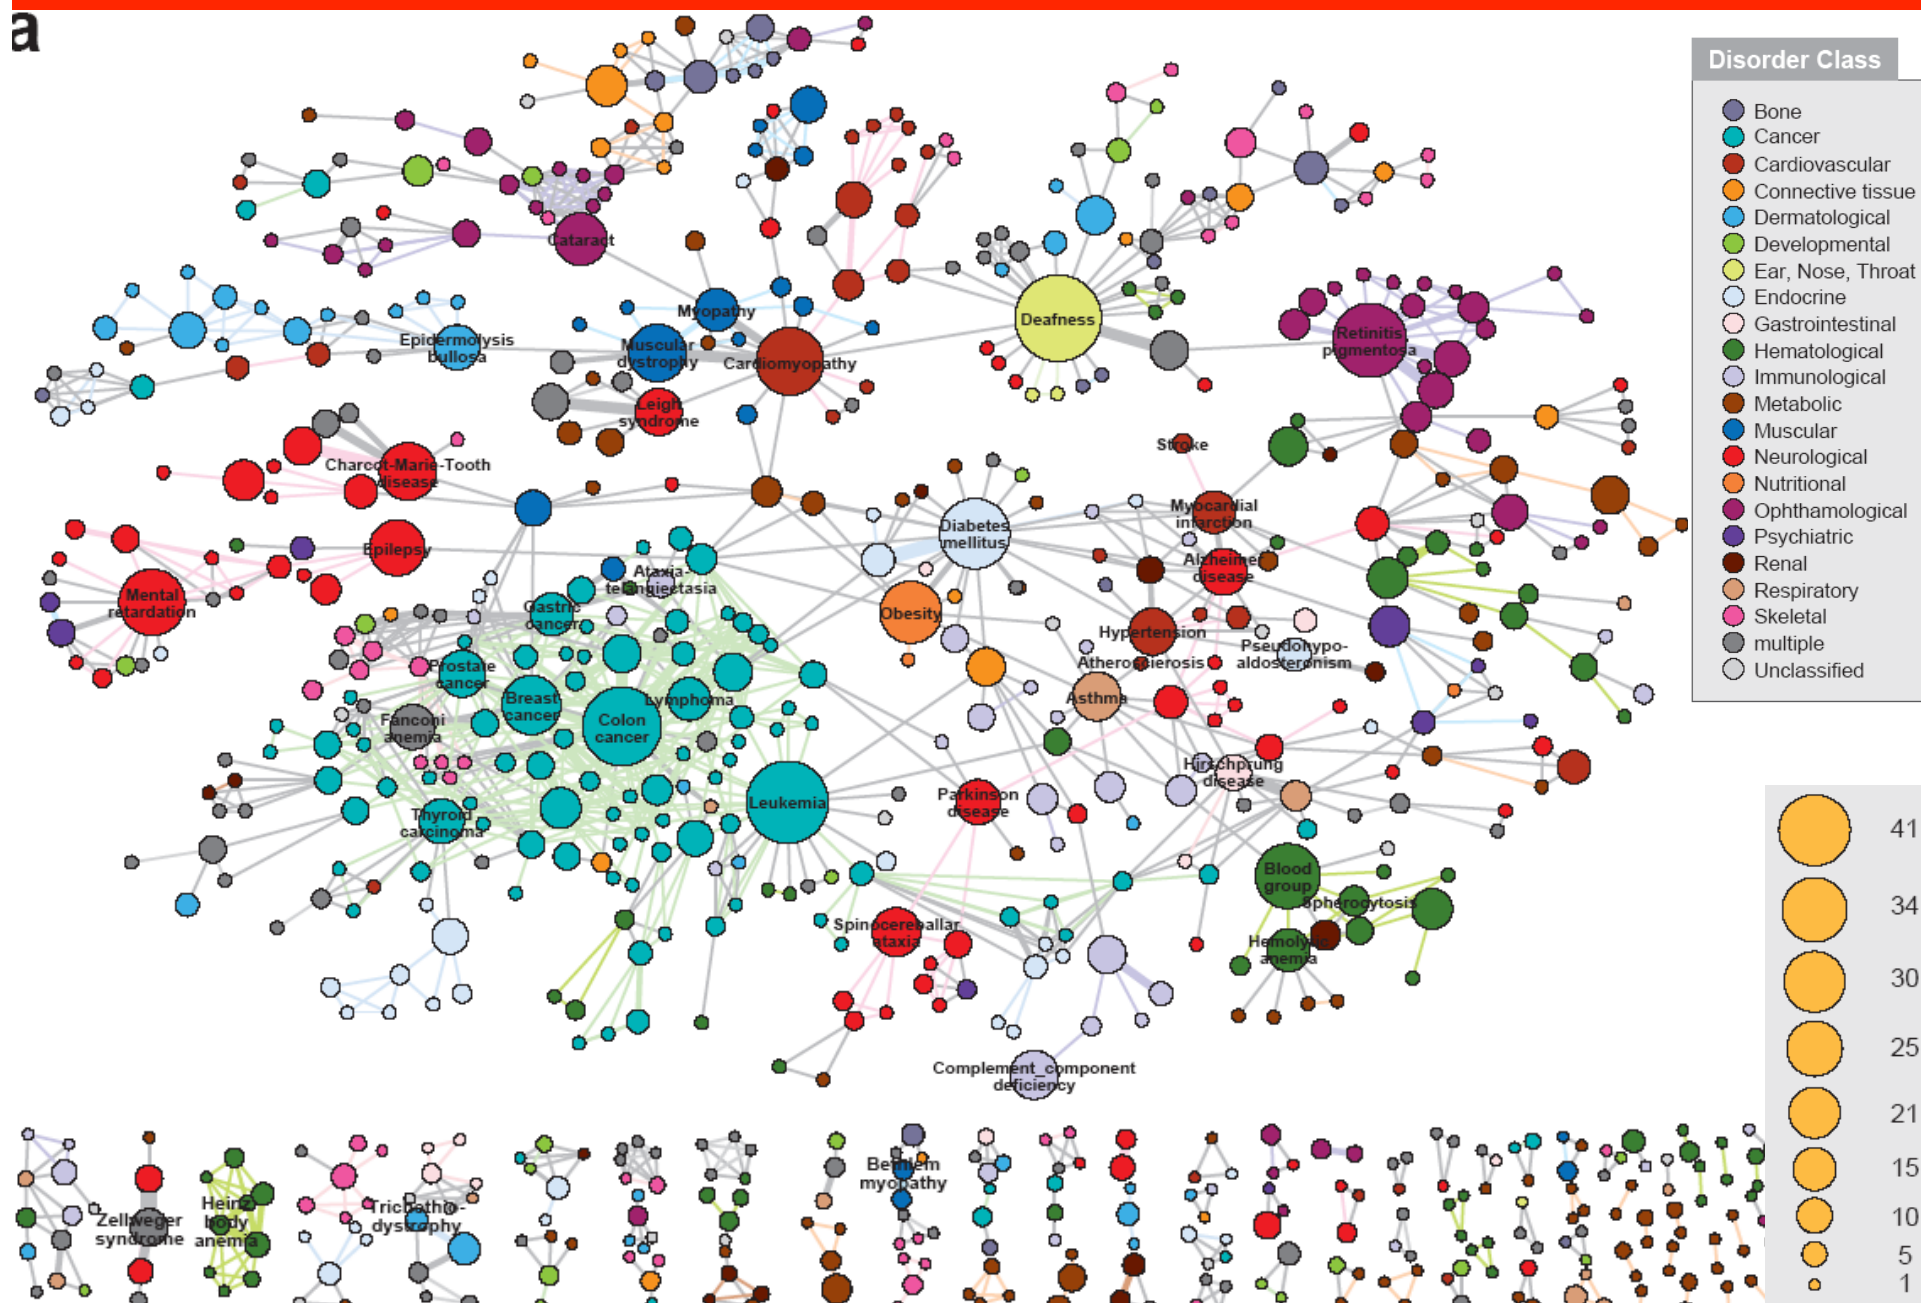 a
Disorder Class
Bone
Cancer
Cardiovascular
Connective tissue
Dermatological
Developmental
Ear, Nose, Throat
Endocrine
Gastrointestinal
Hematological
Immunological
Metabolic
Muscular
Neurological
Nutritional
Ophthamological
Psychiatric
Renal
Respiratory
Skeletal
multiple
Unclassified
Cataract
Myopathy
Epidermolysis
bullosa
Muscular
dystrophy
Cardiomyopathy
Deafness
Retinitis
pigmentosa
Leigh
syndrome
Charcot-Marie-Tooth
disease
Stroke
Myocardial
infarction
Diabetes
mellitus
Epilepsy
Alzheimer
disease
Ataxia-
telangiectasia
Mental
retardation
Gastric
cancer
Obesity
Hypertension
Pseudohypo-
aldosteronism
Atherosclerosis
Prostate
cancer
Breast
cancer
Lymphoma
Asthma
Fanconi
anemia
Colon
cancer
Hirschprung
disease
Leukemia
Parkinson
disease
Thyroid
carcinoma
Blood
group
Spherocytosis
Spinocereballar
ataxia
Hemolytic
anemia
Complement_component
deficiency
Bethlem
myopathy
Zellweger
syndrome
Heinz
body
anemia
Trichothio-
dystrophy
41
34
30
25
21
15
10
5
1